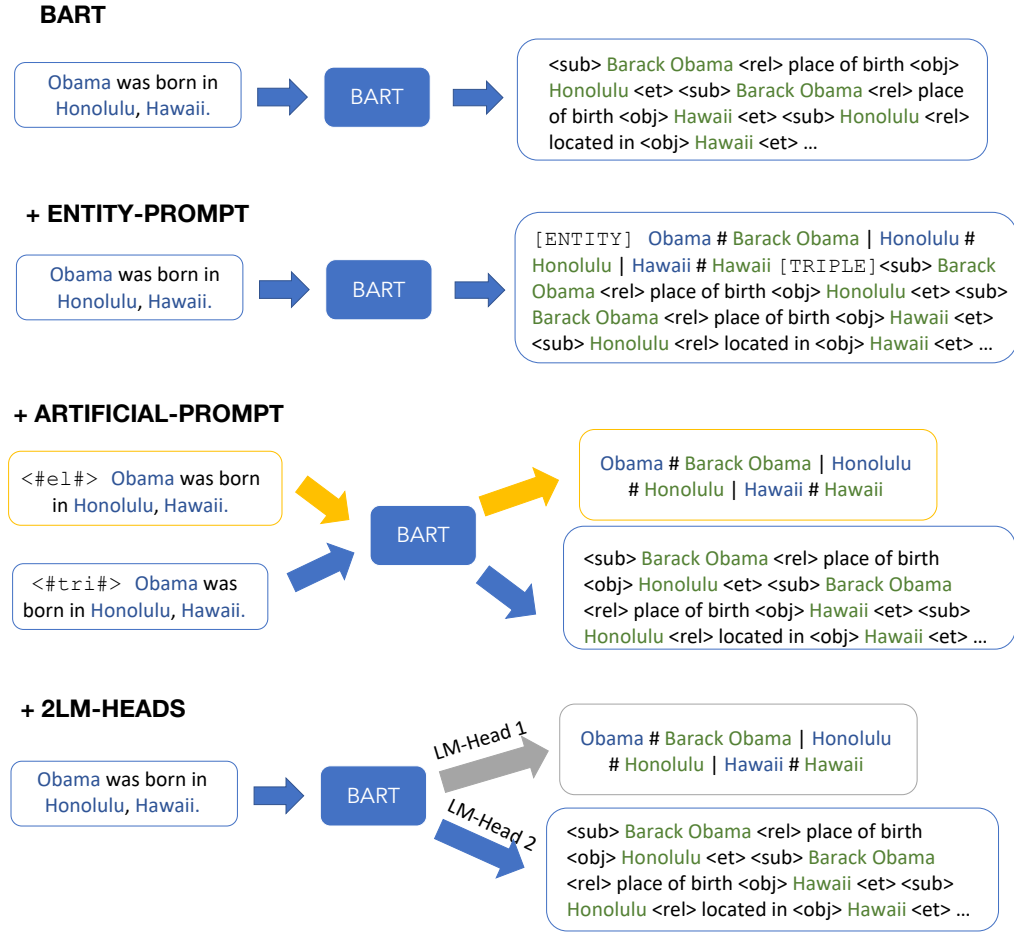 BART
Obama was born in
Honolulu, Hawaii.
BART
<sub> Barack Obama <rel> place of birth <obj>
Honolulu <et> <sub> Barack Obama <rel> place
of birth <obj> Hawaii <et> <sub> Honolulu <rel>
located in <obj> Hawaii <et> ...
+ ENTITY-PROMPT
Obama was born in
Honolulu, Hawaii.
BART
[ENTITY] Obama # Barack Obama | Honolulu #
Honolulu | Hawaii # Hawaii [TRIPLE]<sub> Barack
Obama <rel> place of birth <obj> Honolulu <et> <sub>
Barack Obama <rel> place of birth <obj> Hawaii <et>
<sub> Honolulu <rel> located in <obj> Hawaii <et> ...
+ ARTIFICIAL-PROMPT
<#el#> Obama was born
in Honolulu, Hawaii.
<#tri#> Obama was
born in Honolulu, Hawaii.
BART
Obama # Barack Obama | Honolulu
# Honolulu | Hawaii # Hawaii
<sub> Barack Obama <rel> place of birth
<obj> Honolulu <et> <sub> Barack Obama
<rel> place of birth <obj> Hawaii <et> <sub>
Honolulu <rel> located in <obj> Hawaii <et> ...
+ 2LM-HEADS
Obama was born in
Honolulu, Hawaii.
BART
LM-Head 1
LM-Head 2
Obama # Barack Obama | Honolulu
# Honolulu | Hawaii # Hawaii
<sub> Barack Obama <rel> place of birth
<obj> Honolulu <et> <sub> Barack Obama
<rel> place of birth <obj> Hawaii <et> <sub>
Honolulu <rel> located in <obj> Hawaii <et> ...